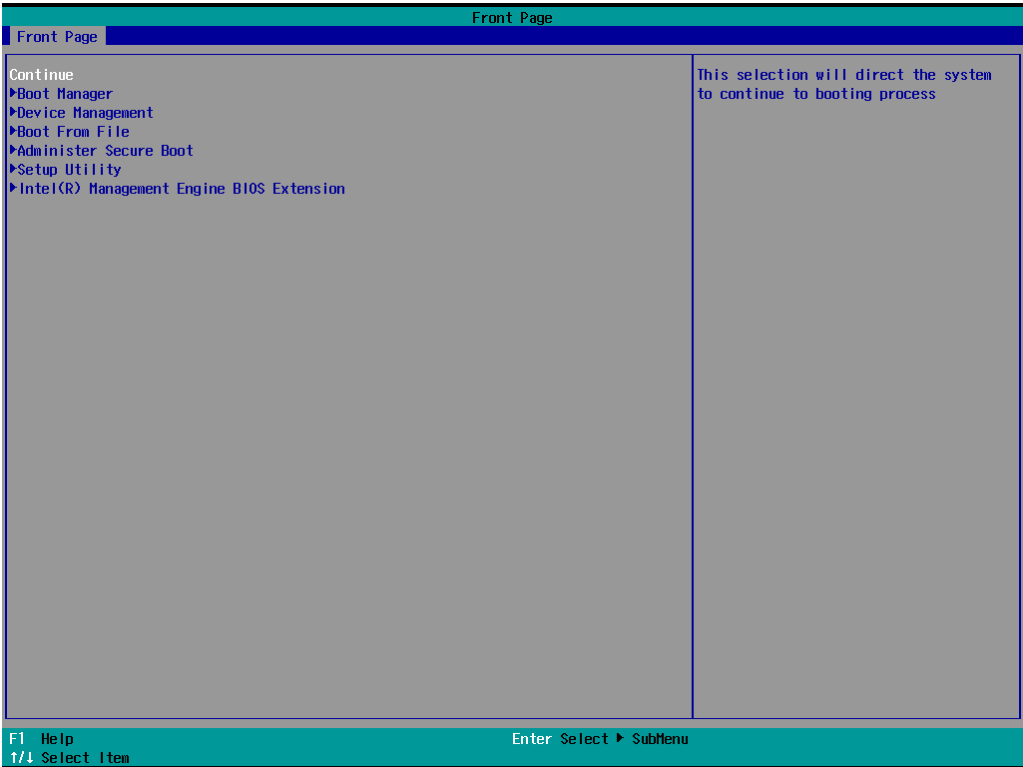 Front Page
Front Page
Continue
▶Boot Manager
▶Device Management
▶Boot From File
▶Administer Secure Boot
▶Setup Utility
▶Intel(R) Management Engine BIOS Extension
This selection will direct the system
to continue to booting process
F1 Help
Enter Select ▶ SubMenu
↑/↓ Select Item